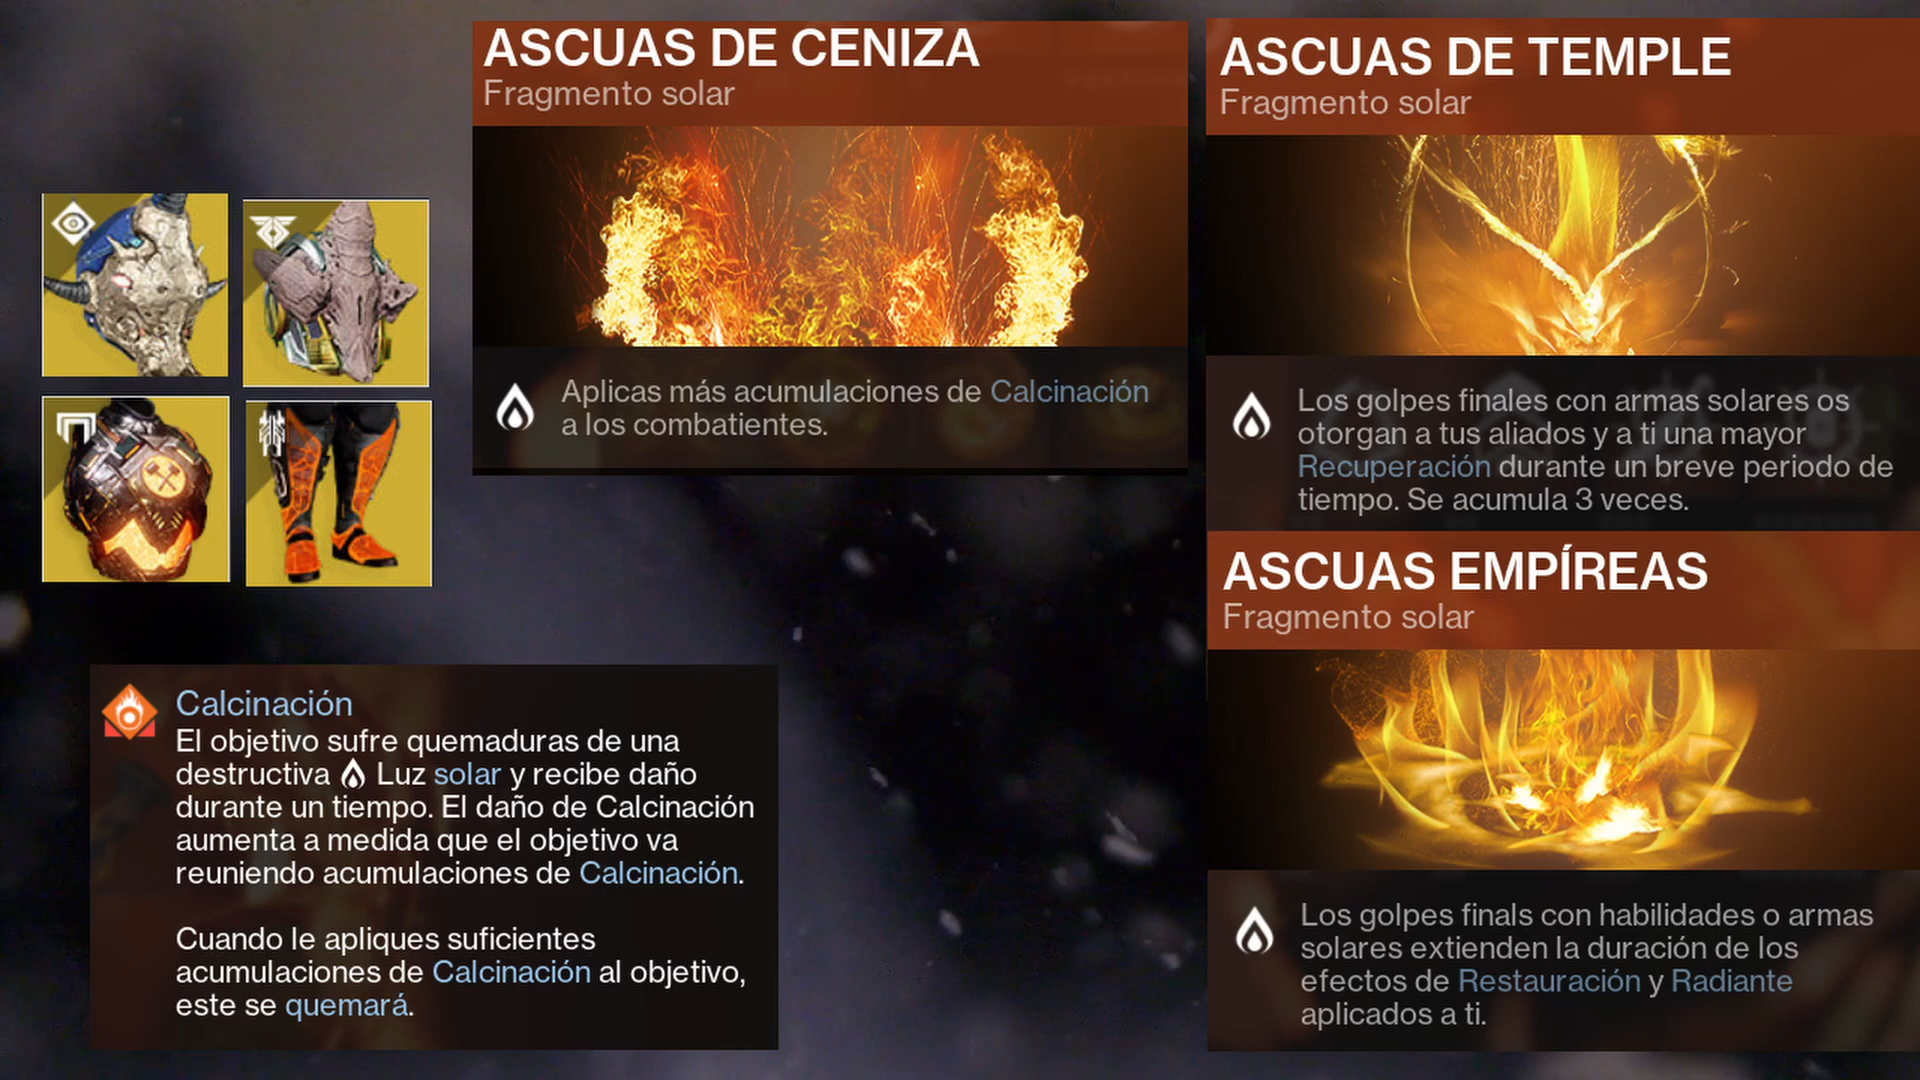 ASCUAS DE CENIZA
Fragmento solar
Aplicas más acumulaciones de Calcinación
a los combatientes.
ASCUAS DE TEMPLE
Fragmento solar
Los golpes finales con armas solares os
otorgan a tus aliados y a ti una mayor
Recuperación durante un breve periodo de
tiempo. Se acumula 3 veces.
ASCUAS EMPÍREAS
Fragmento solar
Los golpes finals con habilidades o armas
solares extienden la duración de los
efectos de Restauración y Radiante
aplicados a ti.
Calcinación
El objetivo sufre quemaduras de una
destructiva Luz solar y recibe daño
durante un tiempo. El daño de Calcinación
aumenta a medida que el objetivo va
reuniendo acumulaciones de Calcinación.
Cuando le apliques suficientes
acumulaciones de Calcinación al objetivo,
este se quemará.